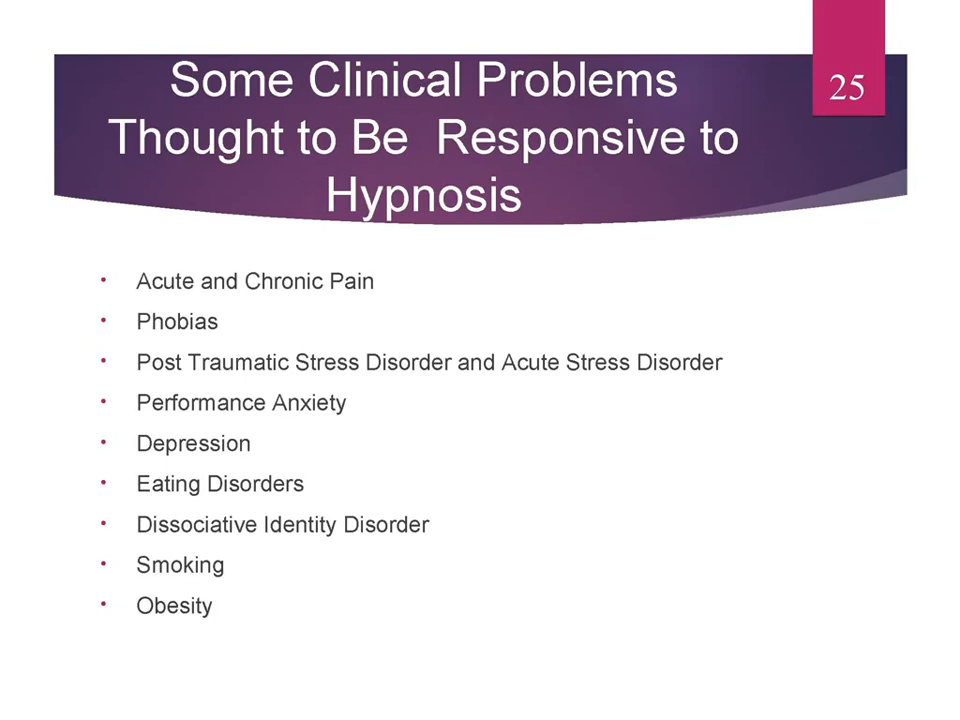 25
Some Clinical Problems
Thought to Be  Responsive to
Hypnosis
• Acute and Chronic Pain
• Phobias
• Post Traumatic Stress Disorder and Acute Stress Disorder
• Performance Anxiety
• Depression
• Eating Disorders
• Dissociative Identity Disorder
• Smoking
• Obesity